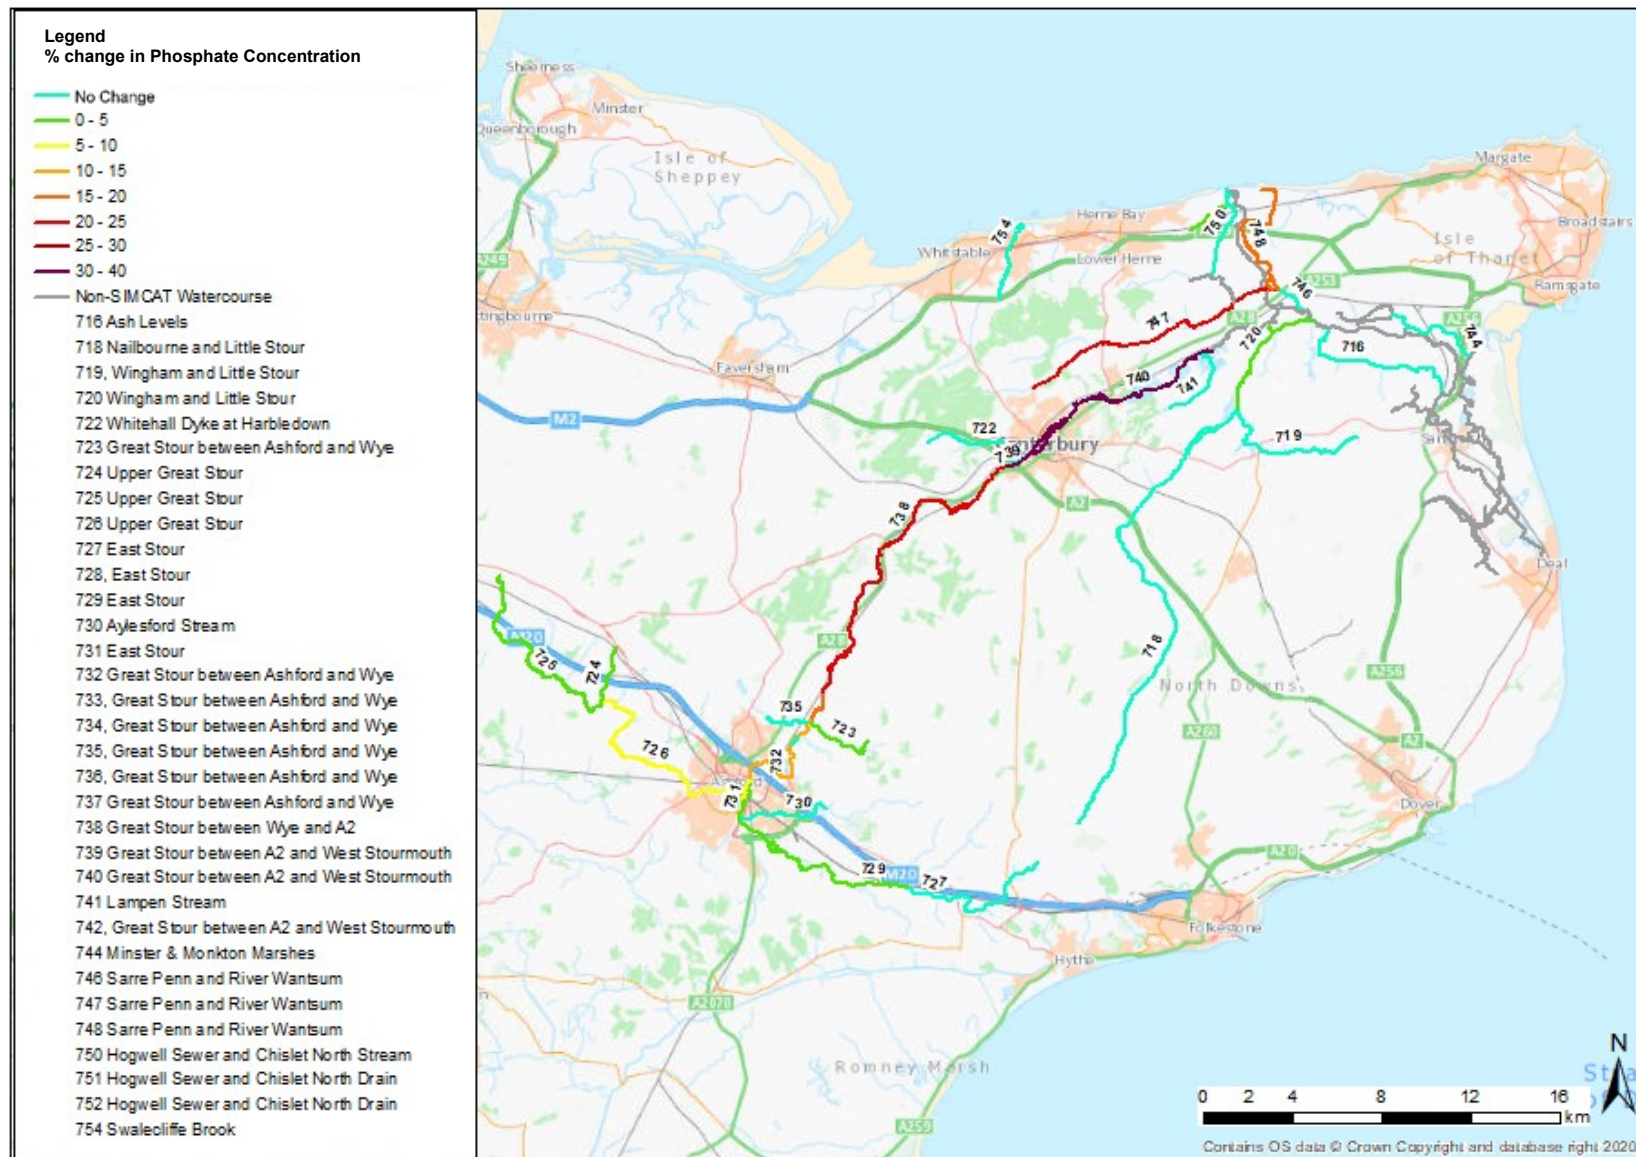 Legend
% change in Phosphate Concentration
No Change
0 - 5
5 - 10
10 - 15
15 - 20
20 - 25
25 - 30
30 - 40
Non-SIMCAT Watercourse
716 Ash Levels
718 Nailbourne and Little Stour
719, Wingham and Little Stour
720 Wingham and Little Stour
722 Whitehall Dyke at Harbledown
723 Great Stour between Ashford and Wye
724 Upper Great Stour
725 Upper Great Stour
726 Upper Great Stour
727 East Stour
728, East Stour
729 East Stour
730 Aylesford Stream
731 East Stour
732 Great Stour between Ashford and Wye
733, Great Stour between Ashford and Wye
734, Great Stour between Ashford and Wye
735, Great Stour between Ashford and Wye
736, Great Stour between Ashford and Wye
737 Great Stour between Ashford and Wye
738 Great Stour between Wye and A2
739 Great Stour between A2 and West Stourmouth
740 Great Stour between A2 and West Stourmouth
741 Lampen Stream
742, Great Stour between A2 and West Stourmouth
744 Minster & Monkton Marshes
746 Sarre Penn and River Wantsum
747 Sarre Penn and River Wantsum
748 Sarre Penn and River Wantsum
750 Hogwell Sewer and Chislet North Stream
751 Hogwell Sewer and Chislet North Drain
752 Hogwell Sewer and Chislet North Drain
754 Swalecliffe Brook
Sheerness
Minster
Queenborough
Isle of
Sheppey
Margate
Herne Bay
Broadstairs
754
750
748
Isle
of Thanet
Whitstable
Lower Herne
A249
A253
746
Ramsgate
ttingbourne
747
A28
720
A256
744
716
Faversham
740
741
M2
722
719
739
nterbury
A2
738
Deal
M20
725
724
A28
718
North Downs
A256
735
723
A260
726
732
A2
731
730
Dover
729
M20
727
A20
Folkestone
Hythe
A2070
Romney Marsh
A259
N
0 2 4 8 12 16
km
Contains OS data © Crown Copyright and database right 2020